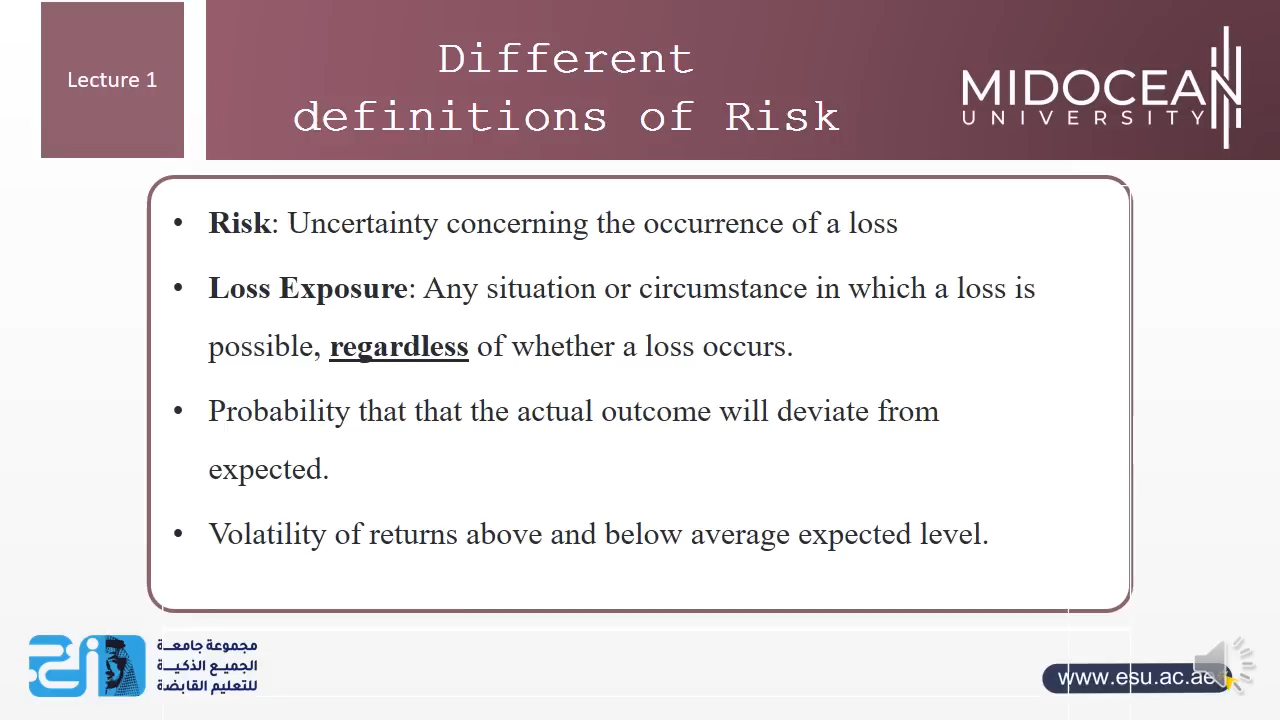 Lecture 1
Different
definitions of Risk
MIDOCEAN
UNIVERSITY
• Risk: Uncertainty concerning the occurrence of a loss
• Loss Exposure: Any situation or circumstance in which a loss is
possible, regardless of whether a loss occurs.
• Probability that that the actual outcome will deviate from
expected.
• Volatility of returns above and below average expected level.
مجموعة جامعة
الجميع الذكية
للتعليم القابضة
www.esu.ac.ae